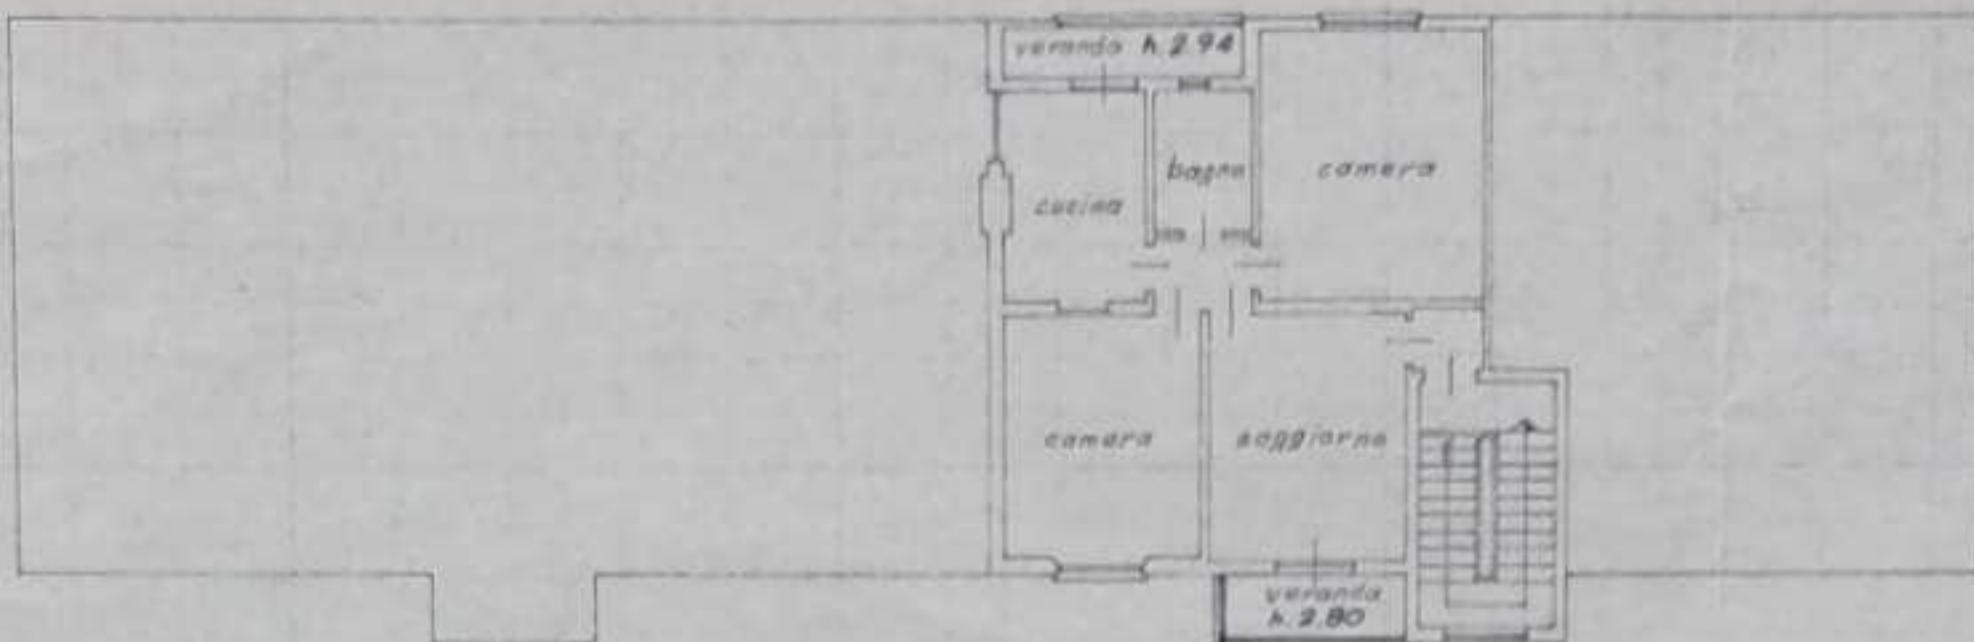 veranda h. 2.94
bagno
camera
cucina
camera
soggiorno
veranda
h. 2.80